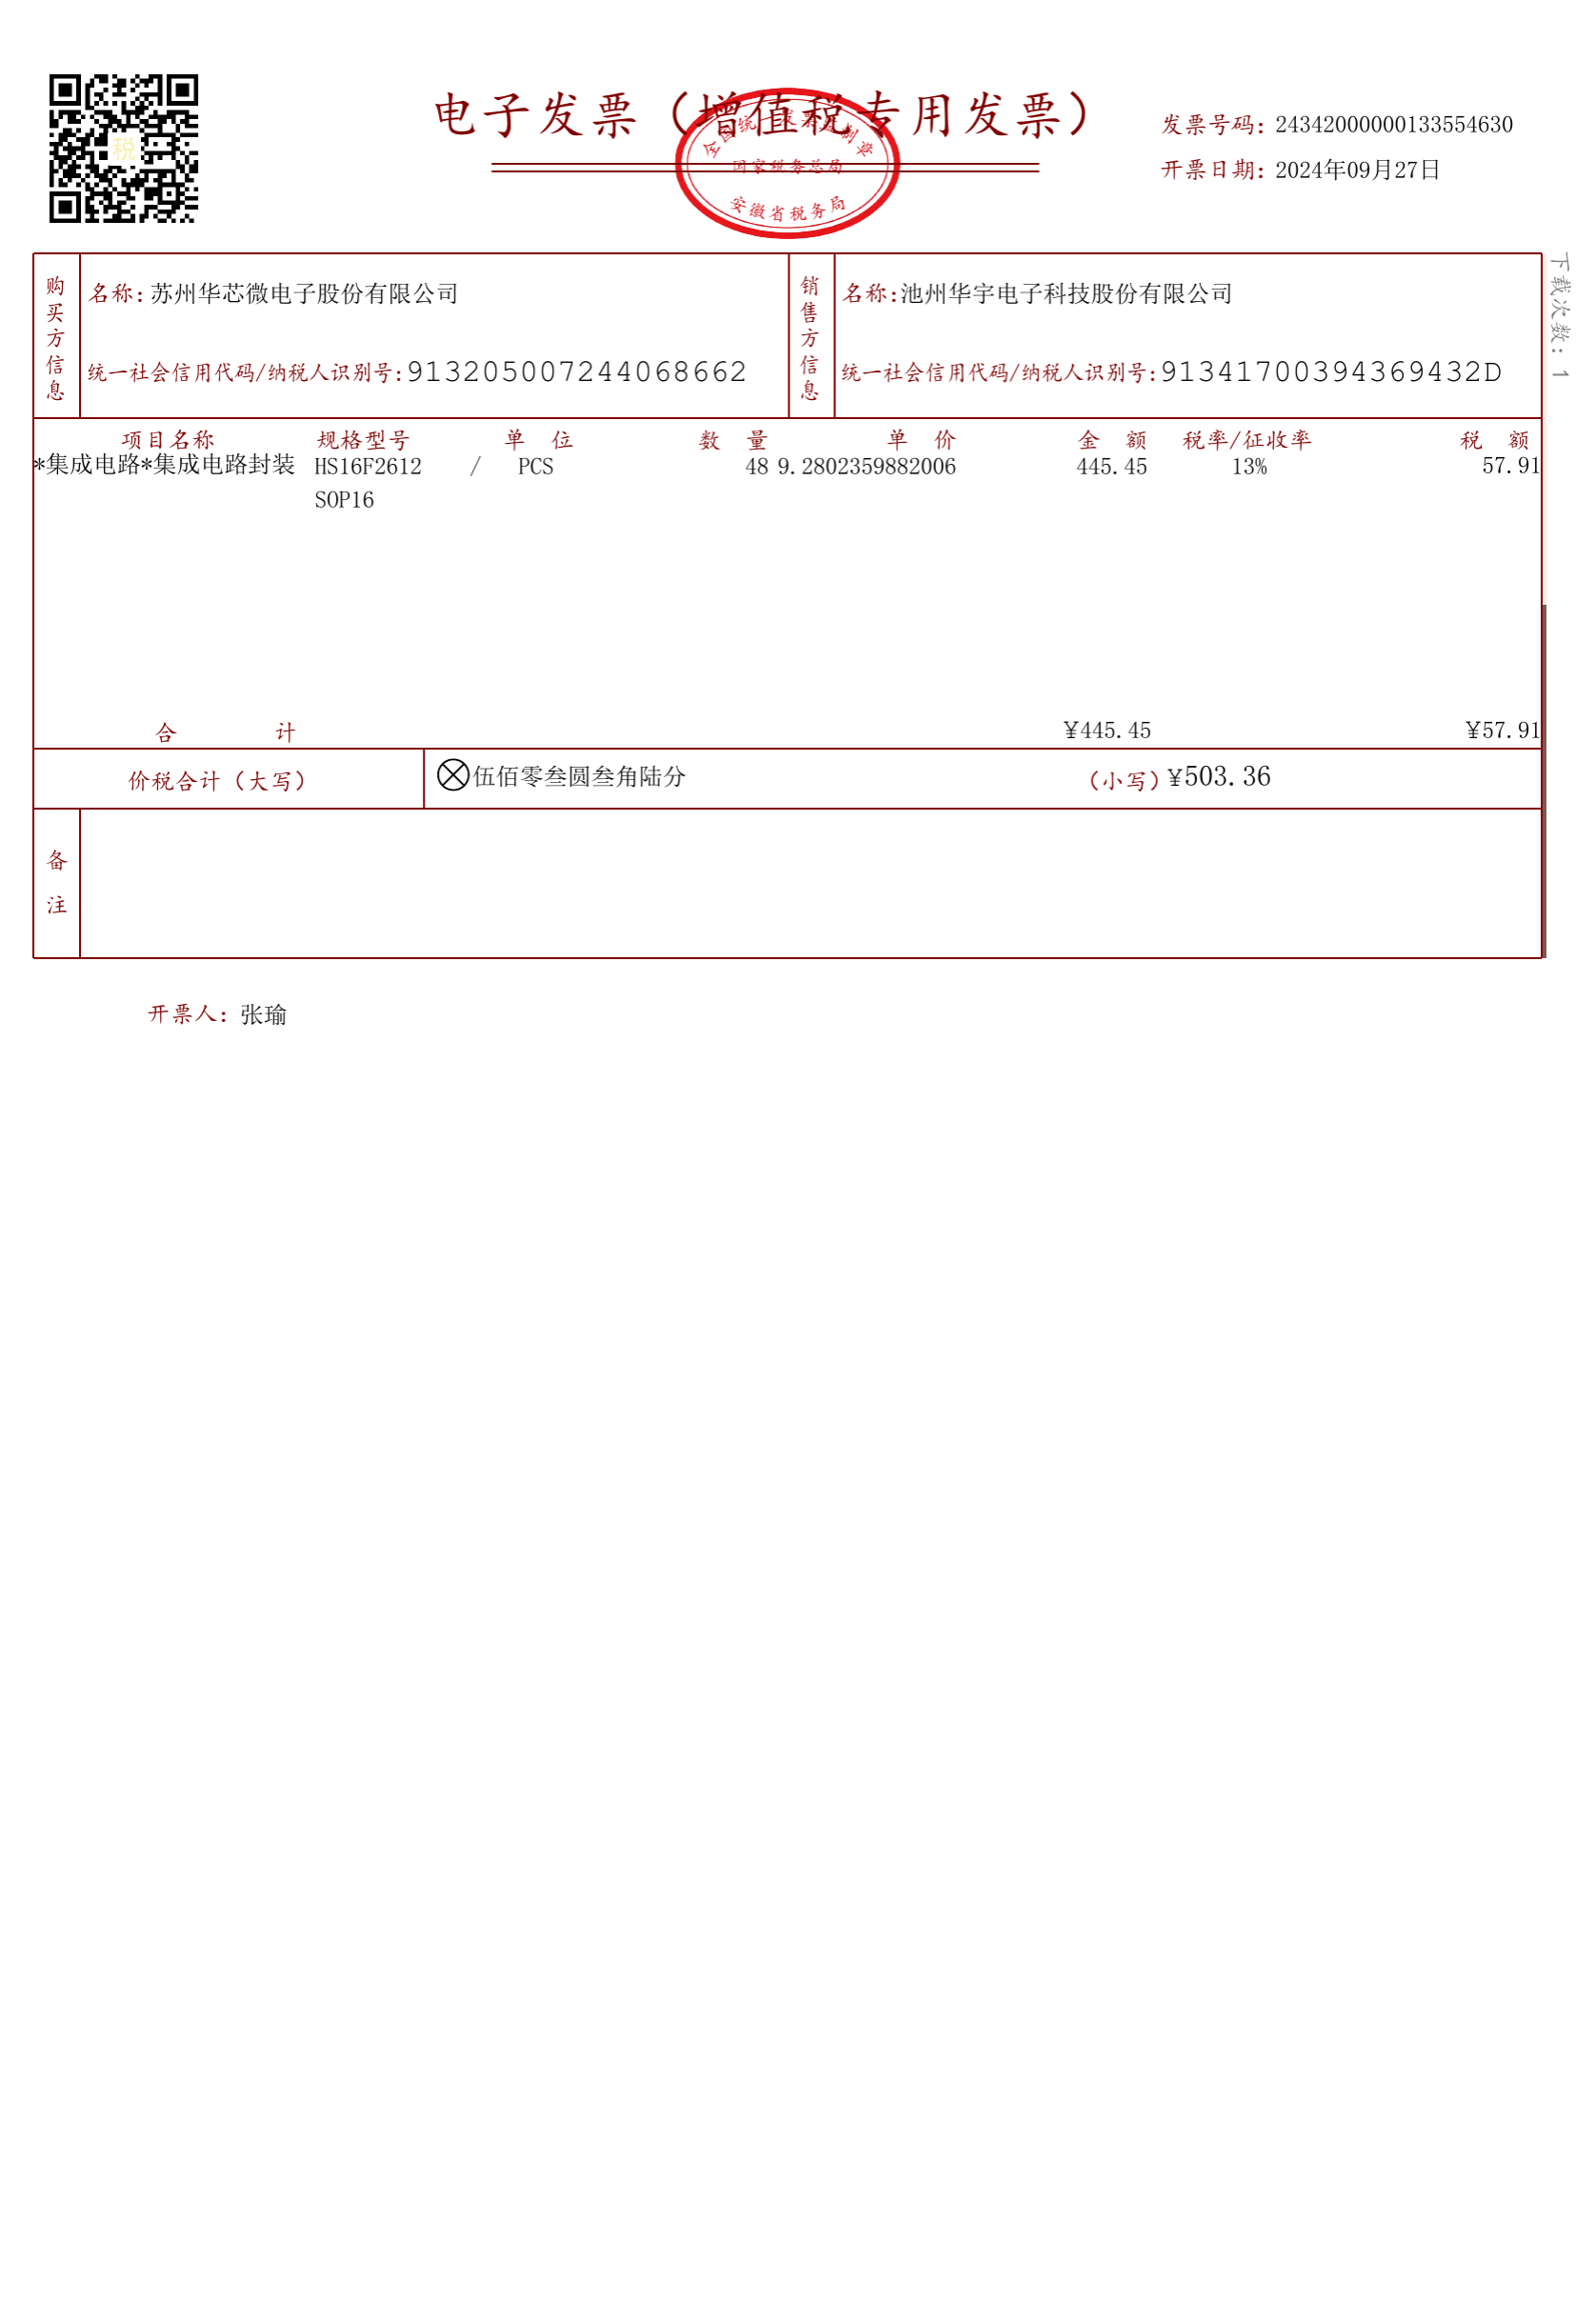 电子发票（增值税专用发票）
全国统一发票监制章
国家税务总局
安徽省税务局
税
发票号码：24342000000133554630
开票日期：2024年09月27日
下载次数：1
购买方信息
名称：苏州华芯微电子股份有限公司
统一社会信用代码/纳税人识别号：913205007244068662
销售方信息
名称：池州华宇电子科技股份有限公司
统一社会信用代码/纳税人识别号：91341700394369432D
项目名称 规格型号 单 位 数 量 单 价 金 额 税率/征收率 税 额
*集成电路*集成电路封装 HS16F2612 / PCS 48 9.2802359882006 445.45 13% 57.91
SOP16
合 计 ¥445.45 ¥57.91
价税合计（大写） ⊗伍佰零叁圆叁角陆分 （小写）¥503.36
备注
开票人：张瑜